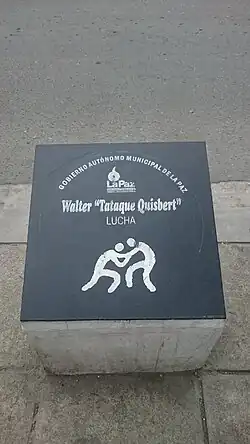 GOBIERNO AUTÓNOMO MUNICIPAL DE LA PAZ
La Paz
Walter "Tataque Quisbert"
LUCHA